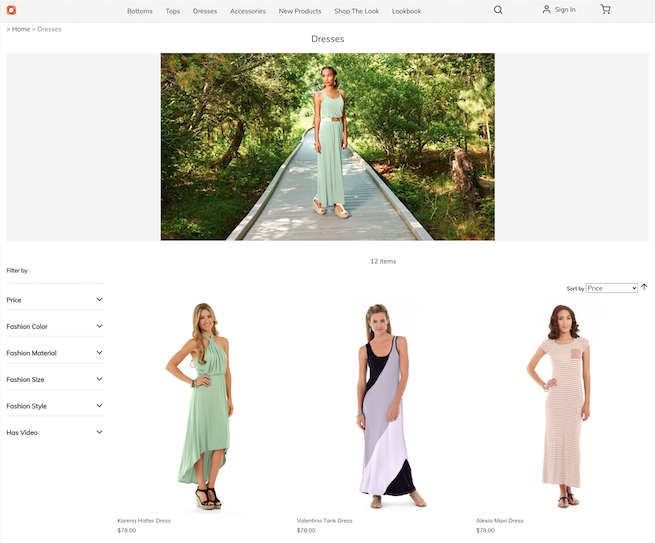 Bottoms Tops Dresses Accessories New Products Shop The Look Lookbook Sign In
> Home > Dresses
Dresses
12 items
Filter by
Sort by Price
Price
Fashion Color
Fashion Material
Fashion Size
Fashion Style
Has Video
Karena Halter Dress Valentina Tank Dress Alexia Maxi Dress
$78.00 $78.00 $78.00